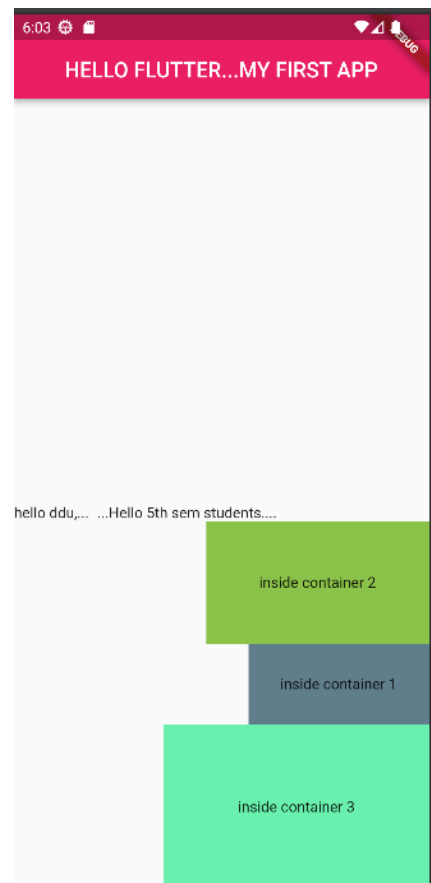 6:03
DEBUG
HELLO FLUTTER...MY FIRST APP
hello ddu,... ...Hello 5th sem students....
inside container 2
inside container 1
inside container 3